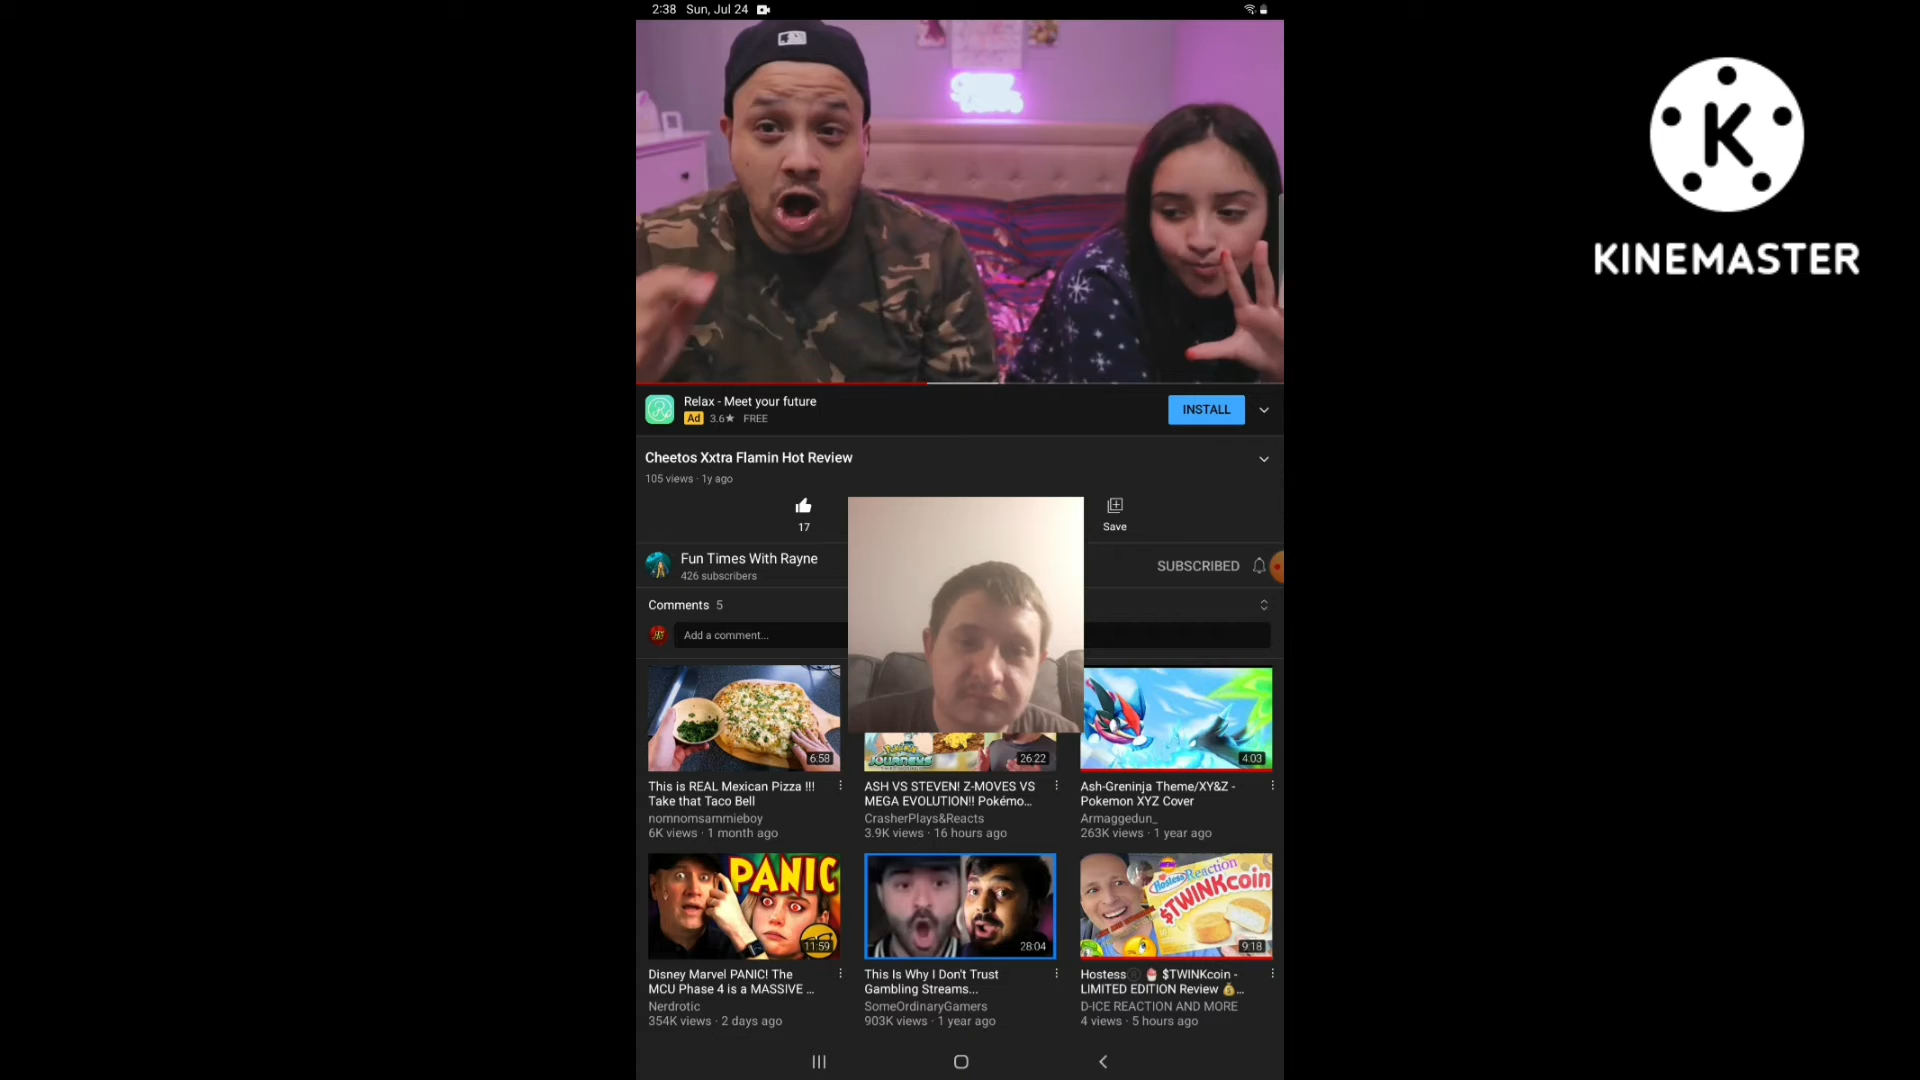 2:38 Sun, Jul 24
KINEMASTER
Relax - Meet your future
Ad 3.6★ FREE
INSTALL
Cheetos Xxtra Flamin Hot Review
105 views · 1y ago
17
Save
Fun Times With Rayne
426 subscribers
SUBSCRIBED
Comments 5
Add a comment...
6:58
JOURNEYS
26:22
4:03
This is REAL Mexican Pizza !!!
Take that Taco Bell
nomnomsammieboy
6K views · 1 month ago
ASH VS STEVEN! Z-MOVES VS
MEGA EVOLUTION!! Pokémo...
CrasherPlays&Reacts
3.9K views · 16 hours ago
Ash-Greninja Theme/XY&Z -
Pokemon XYZ Cover
Armaggedun_
263K views · 1 year ago
PANIC
11:59
28:04
Hostess Reaction
$TWINKcoin
9:18
Disney Marvel PANIC! The
MCU Phase 4 is a MASSIVE ...
Nerdrotic
354K views · 2 days ago
This Is Why I Don't Trust
Gambling Streams...
SomeOrdinaryGamers
903K views · 1 year ago
Hostess® 🧁 $TWINKcoin -
LIMITED EDITION Review 💰...
D-ICE REACTION AND MORE
4 views · 5 hours ago